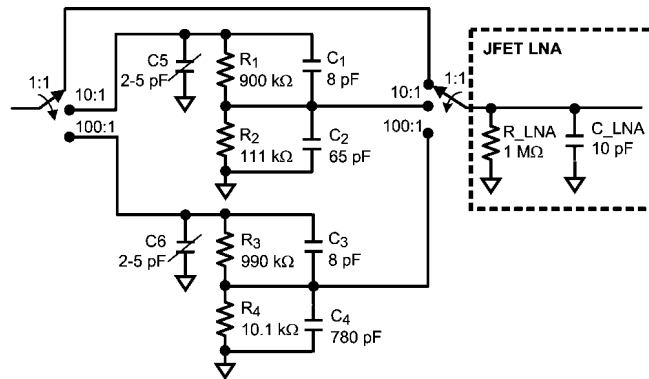 JFET LNA
1:1
10:1
100:1
C5
2-5 pF
R1
900 kΩ
C1
8 pF
R2
111 kΩ
C2
65 pF
1:1
10:1
100:1
R_LNA
1 MΩ
C_LNA
10 pF
C6
2-5 pF
R3
990 kΩ
C3
8 pF
R4
10.1 kΩ
C4
780 pF